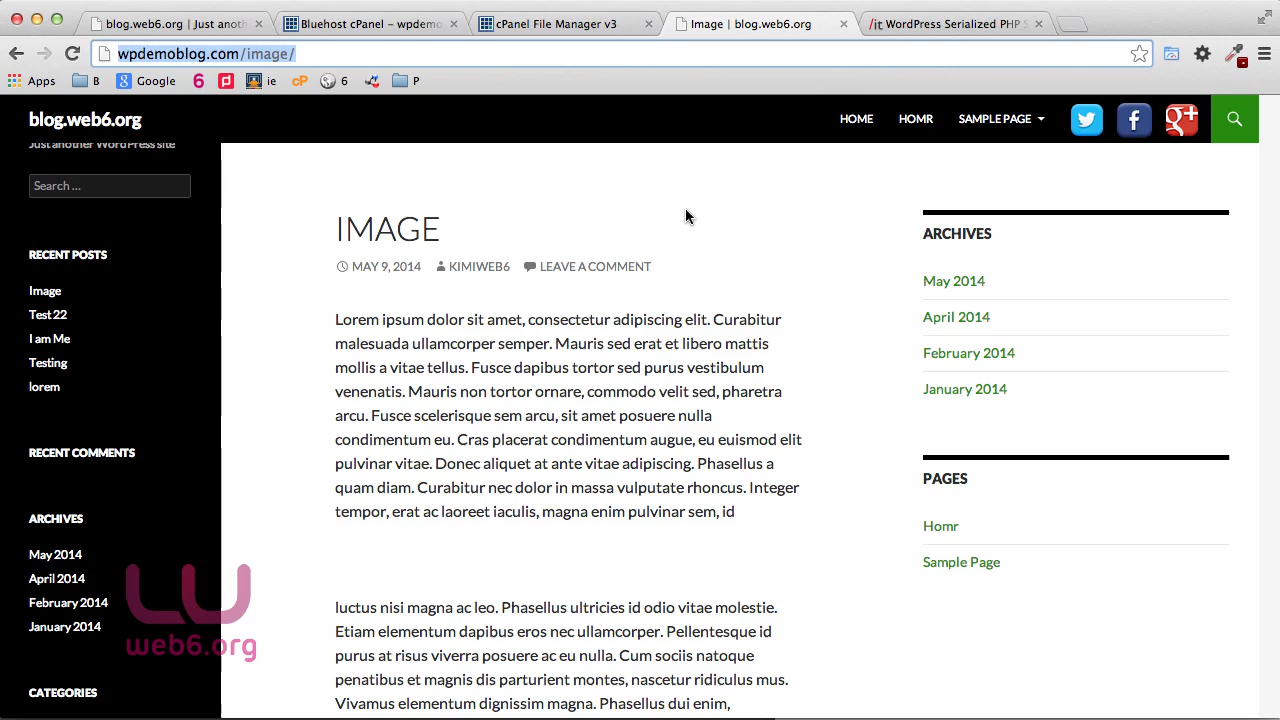 blog.web6.org | Just anoth
Bluehost cPanel – wpdemo
cPanel File Manager v3
Image | blog.web6.org
/it WordPress Serialized PHP S
wpdemoblog.com/image/
Apps
B
Google
6
ie
cP
6
P
blog.web6.org
HOME
HOMR
SAMPLE PAGE
Just another WordPress site
Search ...
RECENT POSTS
Image
Test 22
I am Me
Testing
lorem
RECENT COMMENTS
ARCHIVES
May 2014
April 2014
February 2014
January 2014
CATEGORIES
web6.org
IMAGE
MAY 9, 2014 KIMIWEB6 LEAVE A COMMENT
Lorem ipsum dolor sit amet, consectetur adipiscing elit. Curabitur
malesuada ullamcorper semper. Mauris sed erat et libero mattis
mollis a vitae tellus. Fusce dapibus tortor sed purus vestibulum
venenatis. Mauris non tortor ornare, commodo velit sed, pharetra
arcu. Fusce scelerisque sem arcu, sit amet posuere nulla
condimentum eu. Cras placerat condimentum augue, eu euismod elit
pulvinar vitae. Donec aliquet at ante vitae adipiscing. Phasellus a
quam diam. Curabitur nec dolor in massa vulputate rhoncus. Integer
tempor, erat ac laoreet iaculis, magna enim pulvinar sem, id
luctus nisi magna ac leo. Phasellus ultricies id odio vitae molestie.
Etiam elementum dapibus eros nec ullamcorper. Pellentesque id
purus at risus viverra posuere ac eu nulla. Cum sociis natoque
penatibus et magnis dis parturient montes, nascetur ridiculus mus.
Vivamus elementum dignissim magna. Phasellus dui enim,
ARCHIVES
May 2014
April 2014
February 2014
January 2014
PAGES
Homr
Sample Page